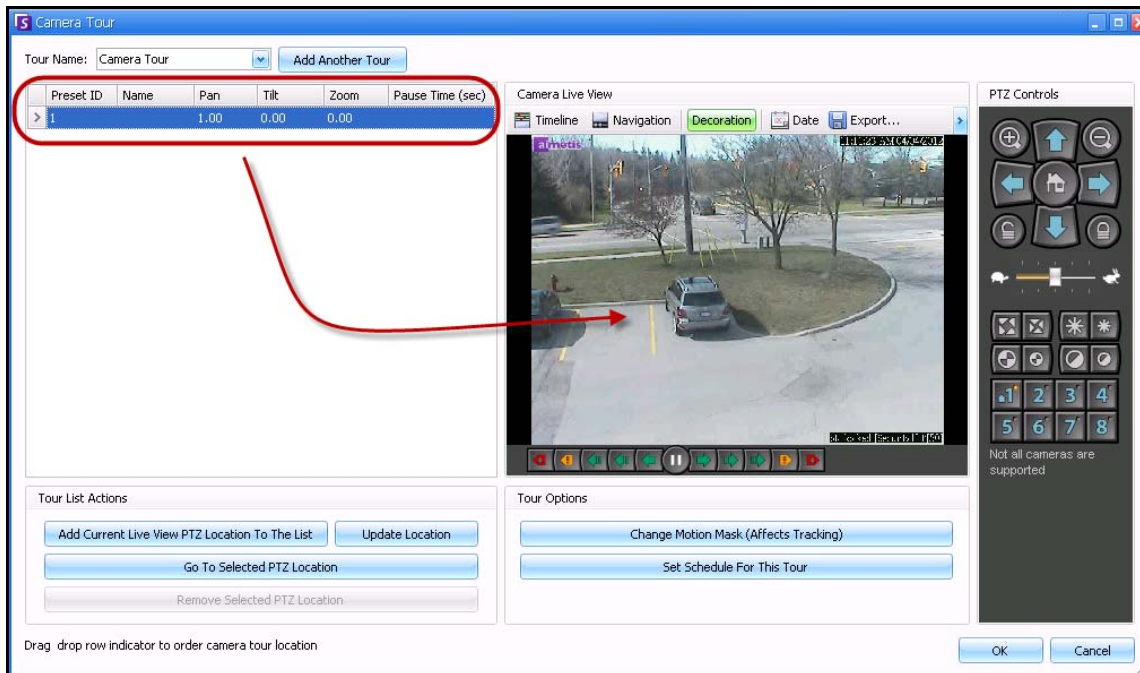 Camera Tour
Tour Name: Camera Tour Add Another Tour
Preset ID Name Pan Tilt Zoom Pause Time (sec)
1 1.00 0.00 0.00
Camera Live View
Timeline Navigation Decoration Date Export...
aimetis
04/04/2012
PTZ Controls
1 2 3 4
5 6 7 8
Not all cameras are
supported
Tour List Actions
Add Current Live View PTZ Location To The List Update Location
Go To Selected PTZ Location
Remove Selected PTZ Location
Tour Options
Change Motion Mask (Affects Tracking)
Set Schedule For This Tour
Drag drop row indicator to order camera tour location
OK Cancel